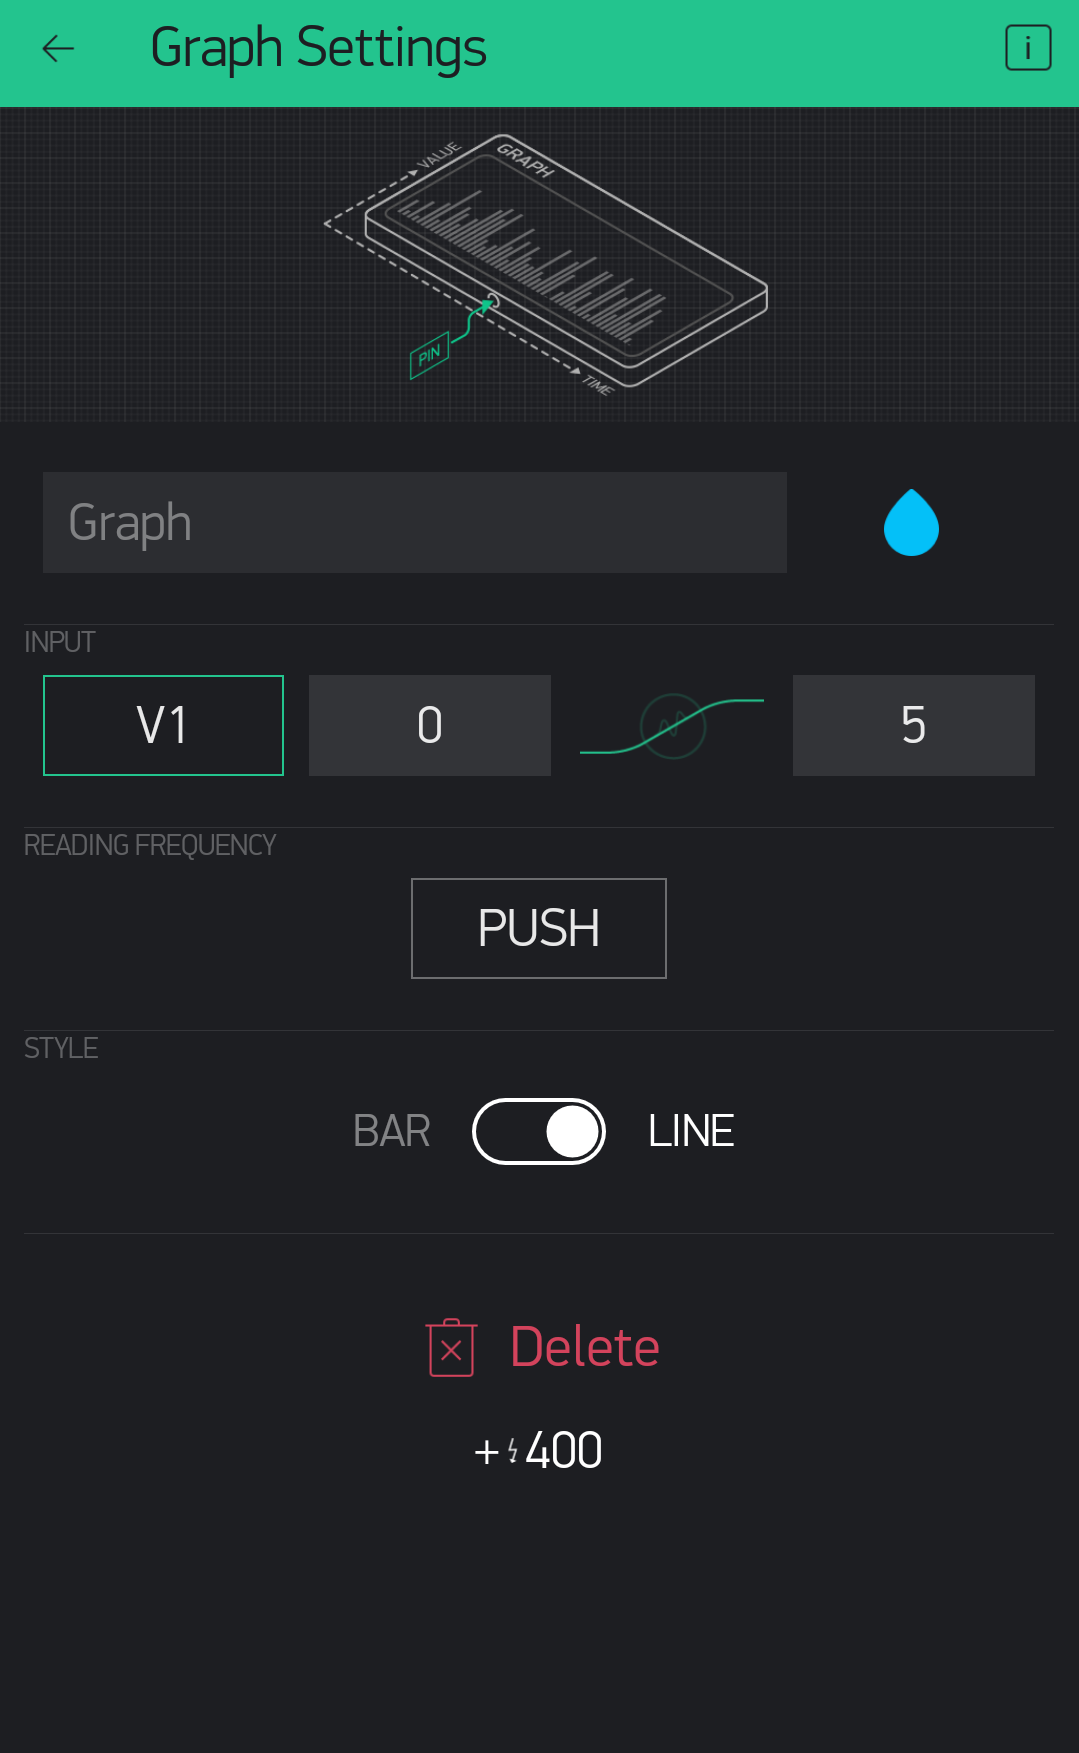 Graph Settings
i
VALUE
GRAPH
PIN
TIME
Graph
INPUT
V1 0 5
READING FREQUENCY
PUSH
STYLE
BAR LINE
Delete
+ 400